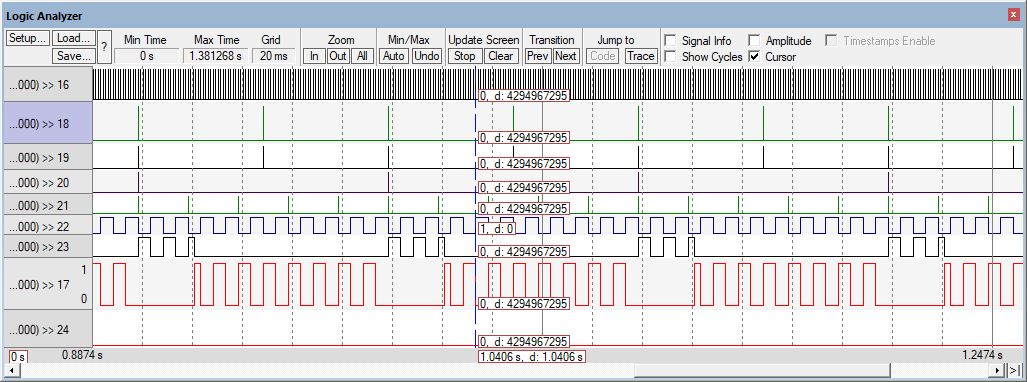 Logic Analyzer
Setup... Load... Save... ?
Min Time Max Time Grid Zoom Min/Max Update Screen Transition Jump to Signal Info Amplitude Timestamps Enable
0 s 1.381268 s 20 ms In Out All Auto Undo Stop Clear Prev Next Code Trace Show Cycles Cursor
...000) >> 16
0, d: 4294967295
...000) >> 18
0, d: 4294967295
...000) >> 19
0, d: 4294967295
...000) >> 20
0, d: 4294967295
...000) >> 21
0, d: 4294967295
...000) >> 22
1, d: 0
...000) >> 23
0, d: 4294967295
...000) >> 17
1
0
0, d: 4294967295
...000) >> 24
0, d: 4294967295
0 s 0.8874 s 1.0406 s, d: 1.0406 s 1.2474 s
>|